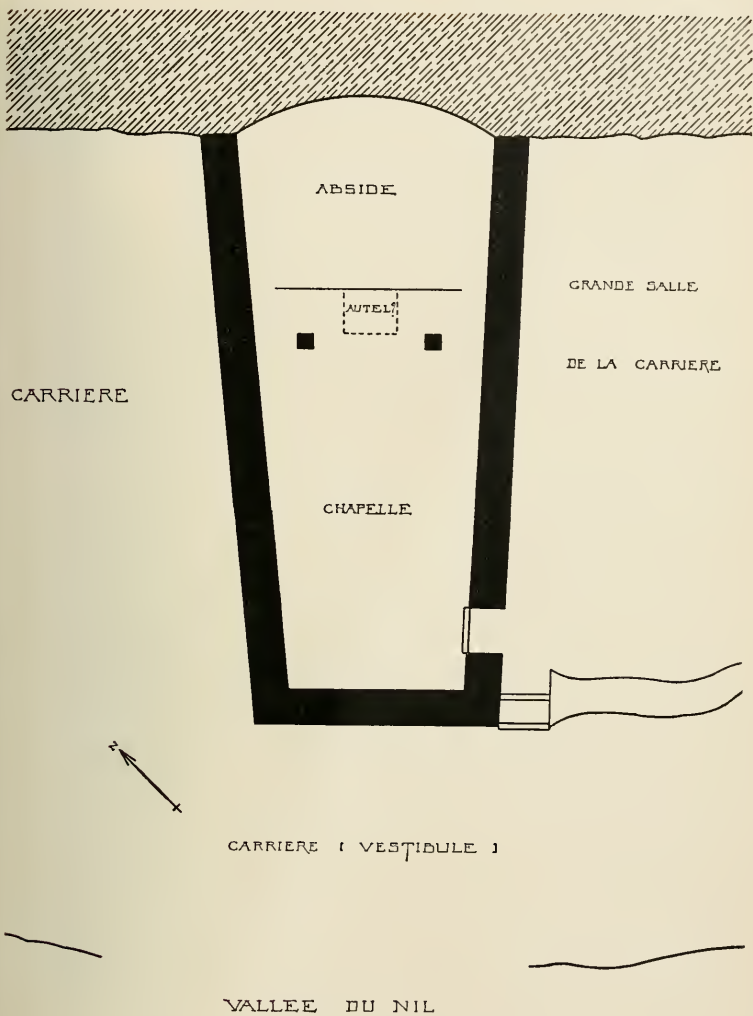 ABSIDE
AUTEL?
GRANDE SALLE
DE LA CARRIERE
CARRIERE
CHAPELLE
N
CARRIERE [ VESTIBULE ]
VALLEE DU NIL